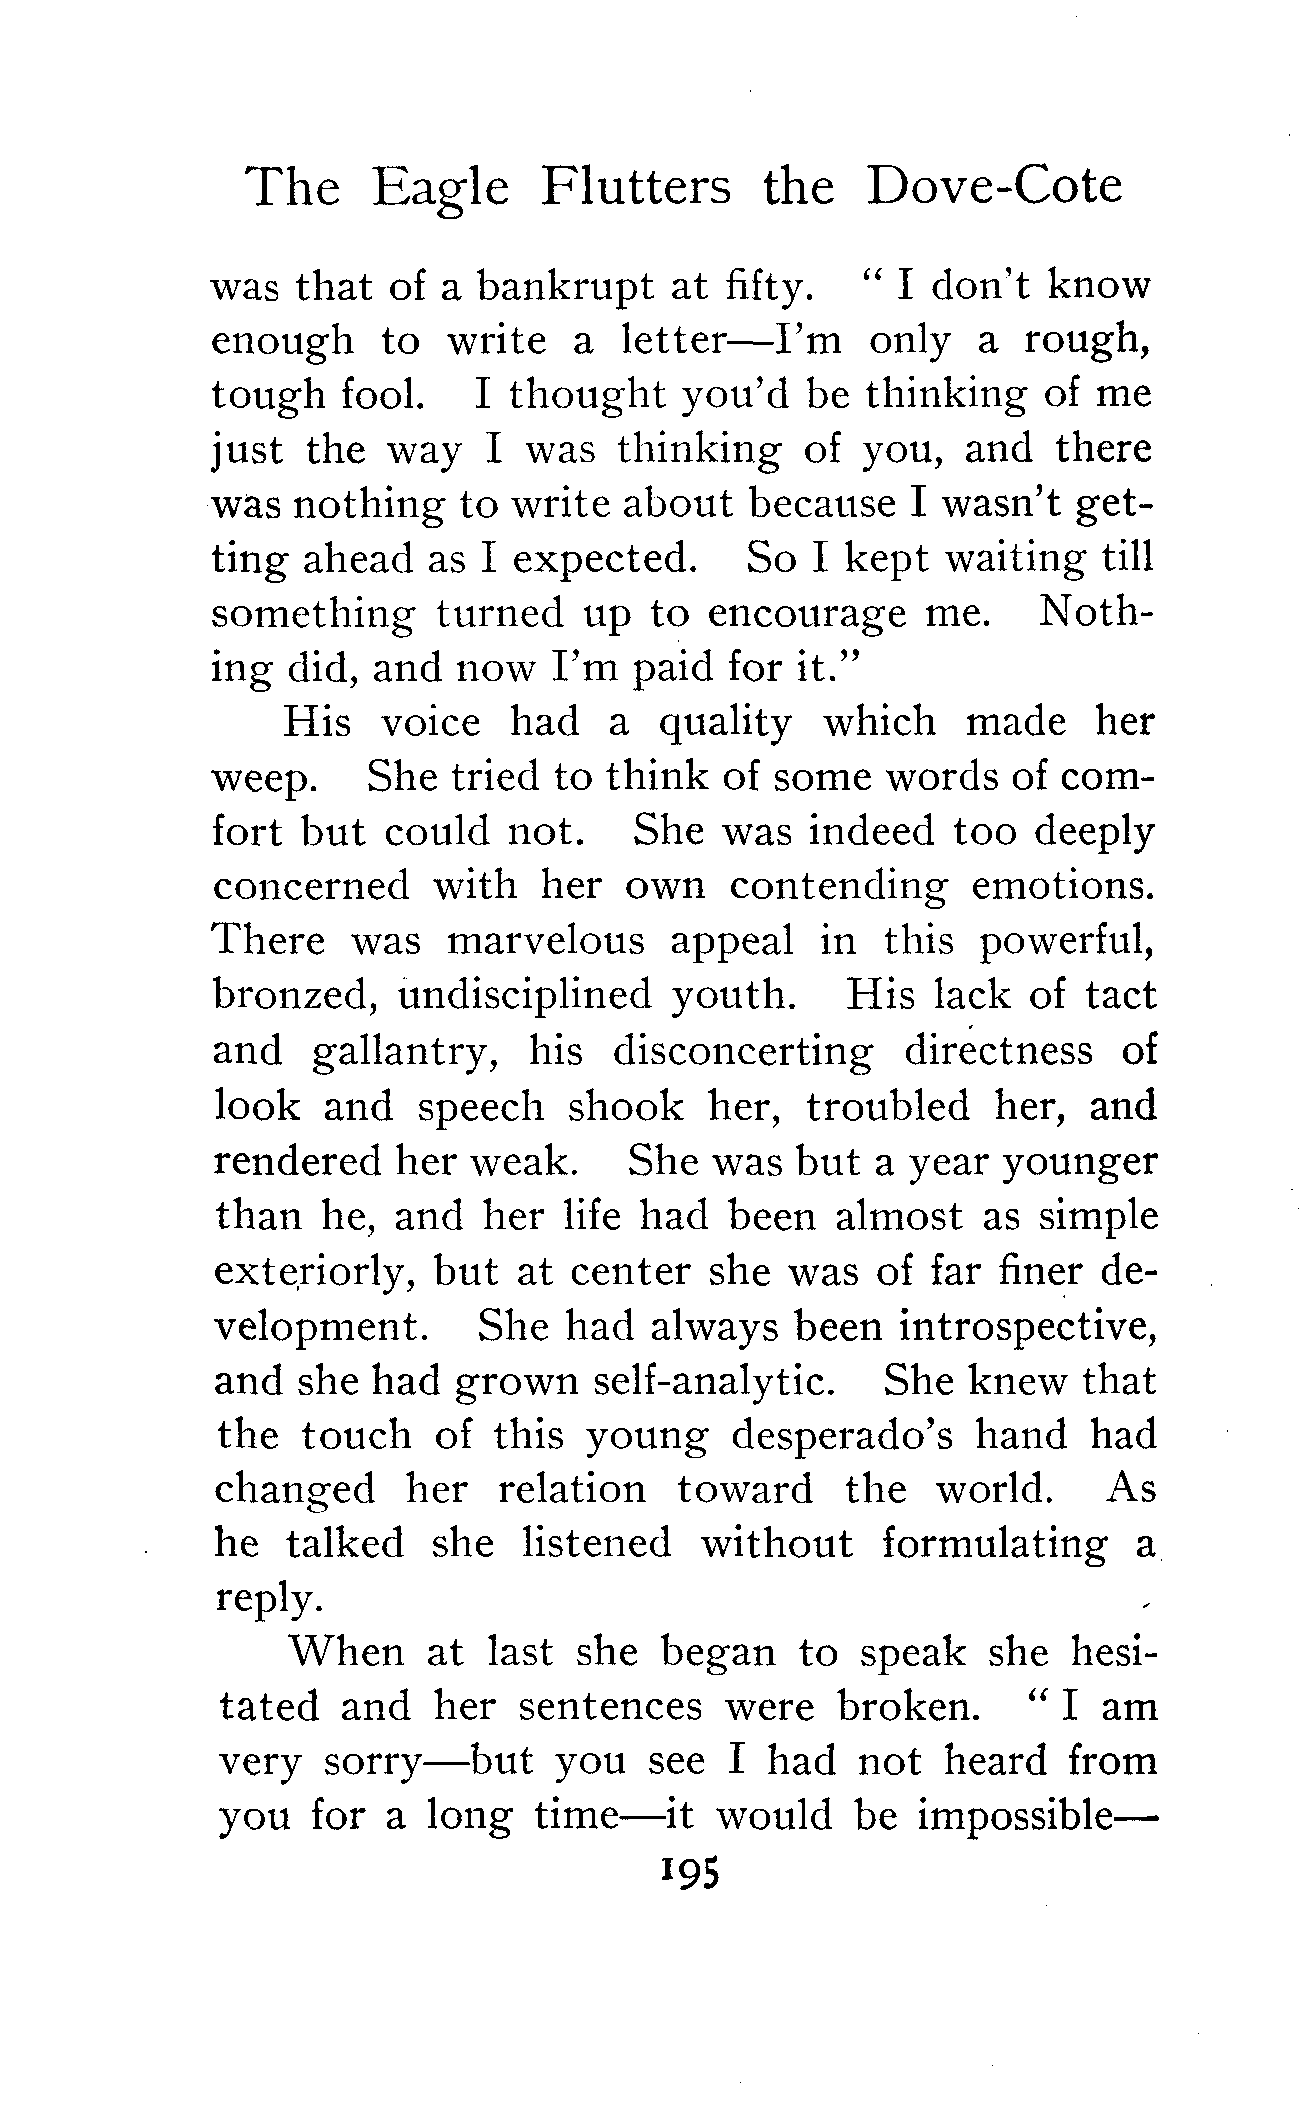 The Eagle Flutters the Dove-Cote
was that of a bankrupt at fifty. “ I don’t know
enough to write a letter—I’m only a rough,
tough fool. I thought you’d be thinking of me
just the way I was thinking of you, and there
was nothing to write about because I wasn’t get-
ting ahead as I expected. So I kept waiting till
something turned up to encourage me. Noth-
ing did, and now I’m paid for it.”
His voice had a quality which made her
weep. She tried to think of some words of com-
fort but could not. She was indeed too deeply
concerned with her own contending emotions.
There was marvelous appeal in this powerful,
bronzed, undisciplined youth. His lack of tact
and gallantry, his disconcerting directness of
look and speech shook her, troubled her, and
rendered her weak. She was but a year younger
than he, and her life had been almost as simple
exteriorly, but at center she was of far finer de-
velopment. She had always been introspective,
and she had grown self-analytic. She knew that
the touch of this young desperado’s hand had
changed her relation toward the world. As
he talked she listened without formulating a
reply.
When at last she began to speak she hesi-
tated and her sentences were broken. “ I am
very sorry—but you see I had not heard from
you for a long time—it would be impossible—
195